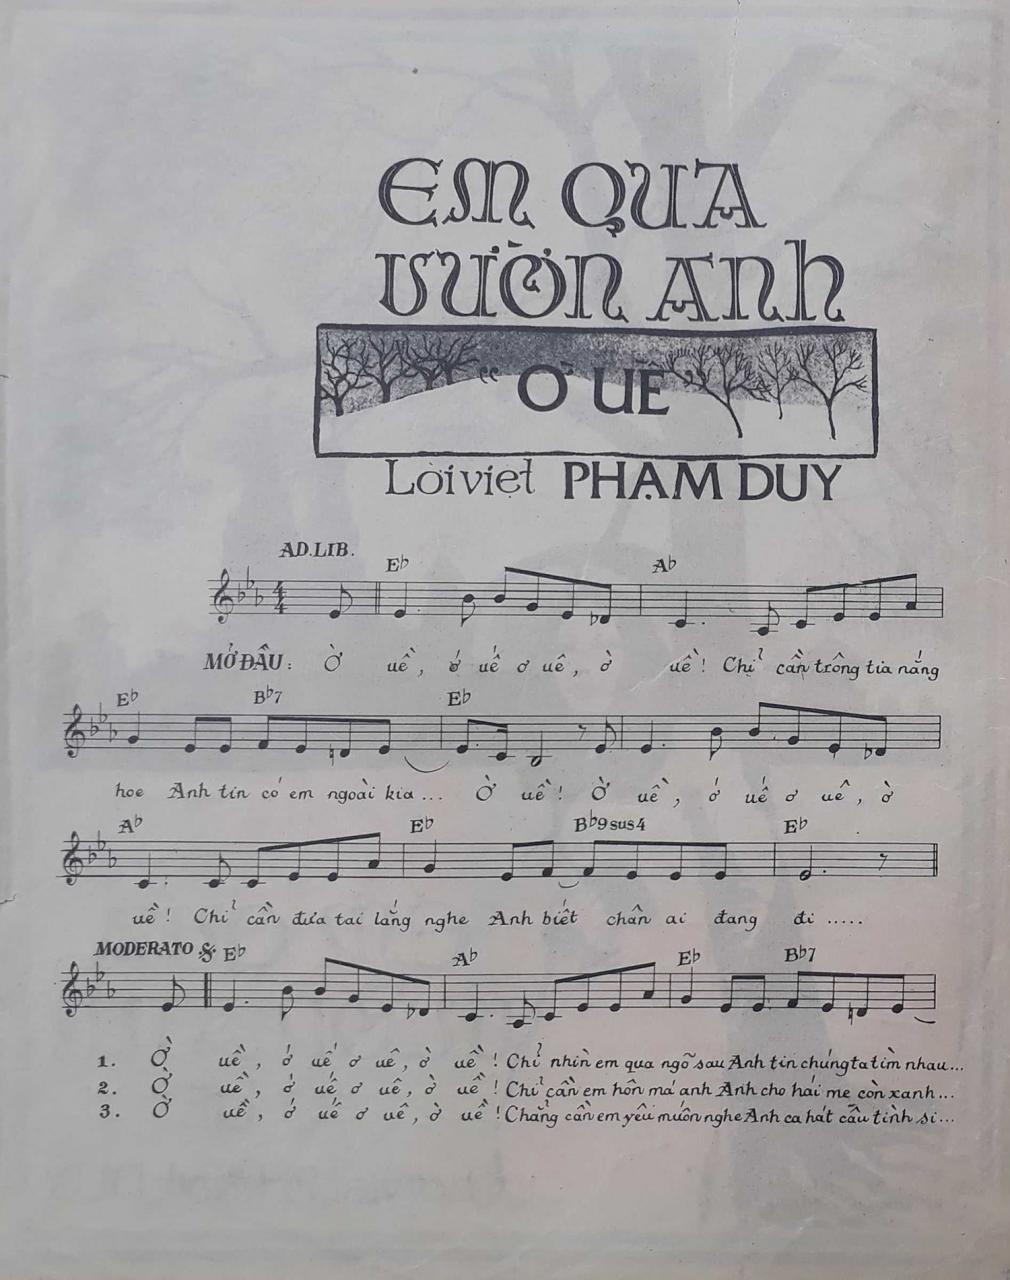 EM QUA
VƯỜN ANH
" Ờ UÊ "
Lời việt PHẠM DUY
AD.LIB.
Eb Ab
MỞ ĐẦU : Ờ uề, ớ uế ơ uê, ờ uề! Chỉ cần trông tia nắng
Eb Bb7 Eb
hoe Anh tin có em ngoài kia... Ờ uề! Ờ uề, ớ uế ơ uê, ờ
Ab Eb Bb9sus4 Eb
uề! Chỉ cần đưa tai lắng nghe Anh biết chân ai đang đi .....
MODERATO Eb Ab Eb Bb7
1. Ờ uề, ớ uế ơ uê, ờ uề! Chỉ nhìn em qua ngõ sau Anh tin chúng ta tìm nhau...
2. Ờ uề, ớ uế ơ uê, ờ uề! Chỉ cần em hôn má anh Anh cho hái me còn xanh...
3. Ờ uề, ớ uế ơ uê, ờ uề! Chẳng cần em yêu muốn nghe Anh ca hát câu tình si...